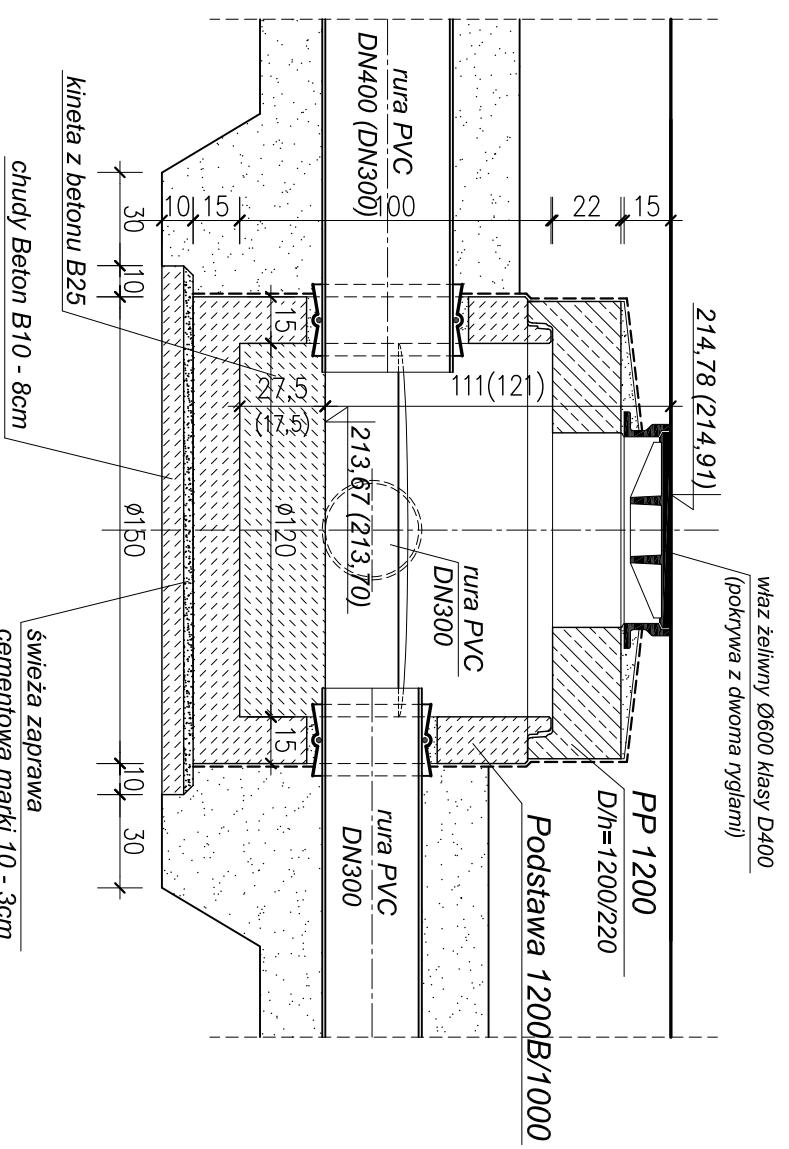 właz żeliwny Ø600 klasy D400
(pokrywa z dwoma ryglami)
214,78 (214,91)
PP 1200
D/h=1200/220
Podstawa 1200B/1000
rura PVC
DN400 (DN300)
rura PVC
DN300
rura PVC
DN300
213,67 (213,70)
111(121)
10
15
100
22
15
27,5
(17,5)
15
Ø120
15
30
10
Ø150
10
30
kineta z betonu B25
chudy Beton B10 - 8cm
świeża zaprawa
cementowa marki 10 - 3cm